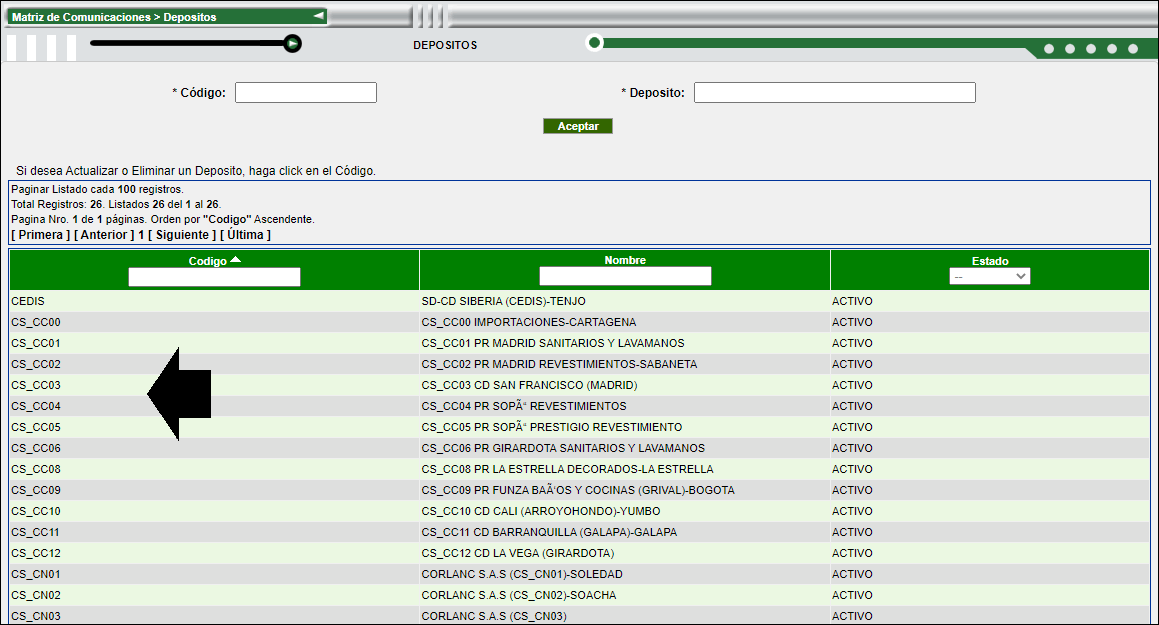 Matriz de Comunicaciones > Depositos
DEPOSITOS
* Código:
* Deposito:
Aceptar
Si desea Actualizar o Eliminar un Deposito, haga click en el Código.
Paginar Listado cada 100 registros.
Total Registros: 26. Listados 26 del 1 al 26.
Pagina Nro. 1 de 1 páginas. Orden por "Codigo" Ascendente.
[ Primera ] [ Anterior ] 1 [ Siguiente ] [ Última ]
Codigo Nombre Estado
--
CEDIS SD-CD SIBERIA (CEDIS)-TENJO ACTIVO
CS_CC00 CS_CC00 IMPORTACIONES-CARTAGENA ACTIVO
CS_CC01 CS_CC01 PR MADRID SANITARIOS Y LAVAMANOS ACTIVO
CS_CC02 CS_CC02 PR MADRID REVESTIMIENTOS-SABANETA ACTIVO
CS_CC03 CS_CC03 CD SAN FRANCISCO (MADRID) ACTIVO
CS_CC04 CS_CC04 PR SOPÃ“ REVESTIMIENTOS ACTIVO
CS_CC05 CS_CC05 PR SOPÃ“ PRESTIGIO REVESTIMIENTO ACTIVO
CS_CC06 CS_CC06 PR GIRARDOTA SANITARIOS Y LAVAMANOS ACTIVO
CS_CC08 CS_CC08 PR LA ESTRELLA DECORADOS-LA ESTRELLA ACTIVO
CS_CC09 CS_CC09 PR FUNZA BAÃ‘OS Y COCINAS (GRIVAL)-BOGOTA ACTIVO
CS_CC10 CS_CC10 CD CALI (ARROYOHONDO)-YUMBO ACTIVO
CS_CC11 CS_CC11 CD BARRANQUILLA (GALAPA)-GALAPA ACTIVO
CS_CC12 CS_CC12 CD LA VEGA (GIRARDOTA) ACTIVO
CS_CN01 CORLANC S.A.S (CS_CN01)-SOLEDAD ACTIVO
CS_CN02 CORLANC S.A.S (CS_CN02)-SOACHA ACTIVO
CS_CN03 CORLANC S.A.S (CS_CN03) ACTIVO